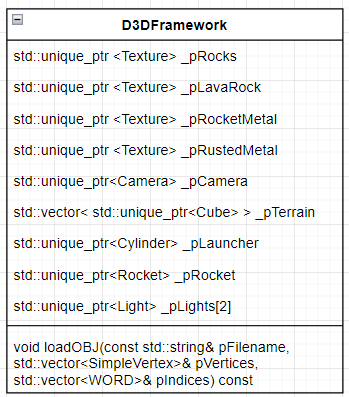 D3DFramework
std::unique_ptr <Texture> _pRocks
std::unique_ptr <Texture> _pLavaRock
std::unique_ptr <Texture> _pRocketMetal
std::unique_ptr <Texture> _pRustedMetal
std::unique_ptr<Camera> _pCamera
std::vector< std::unique_ptr<Cube> > _pTerrain
std::unique_ptr<Cylinder> _pLauncher
std::unique_ptr<Rocket> _pRocket
std::unique_ptr<Light> _pLights[2]
void loadOBJ(const std::string& pFilename,
std::vector<SimpleVertex>& pVertices,
std::vector<WORD>& pIndices) const